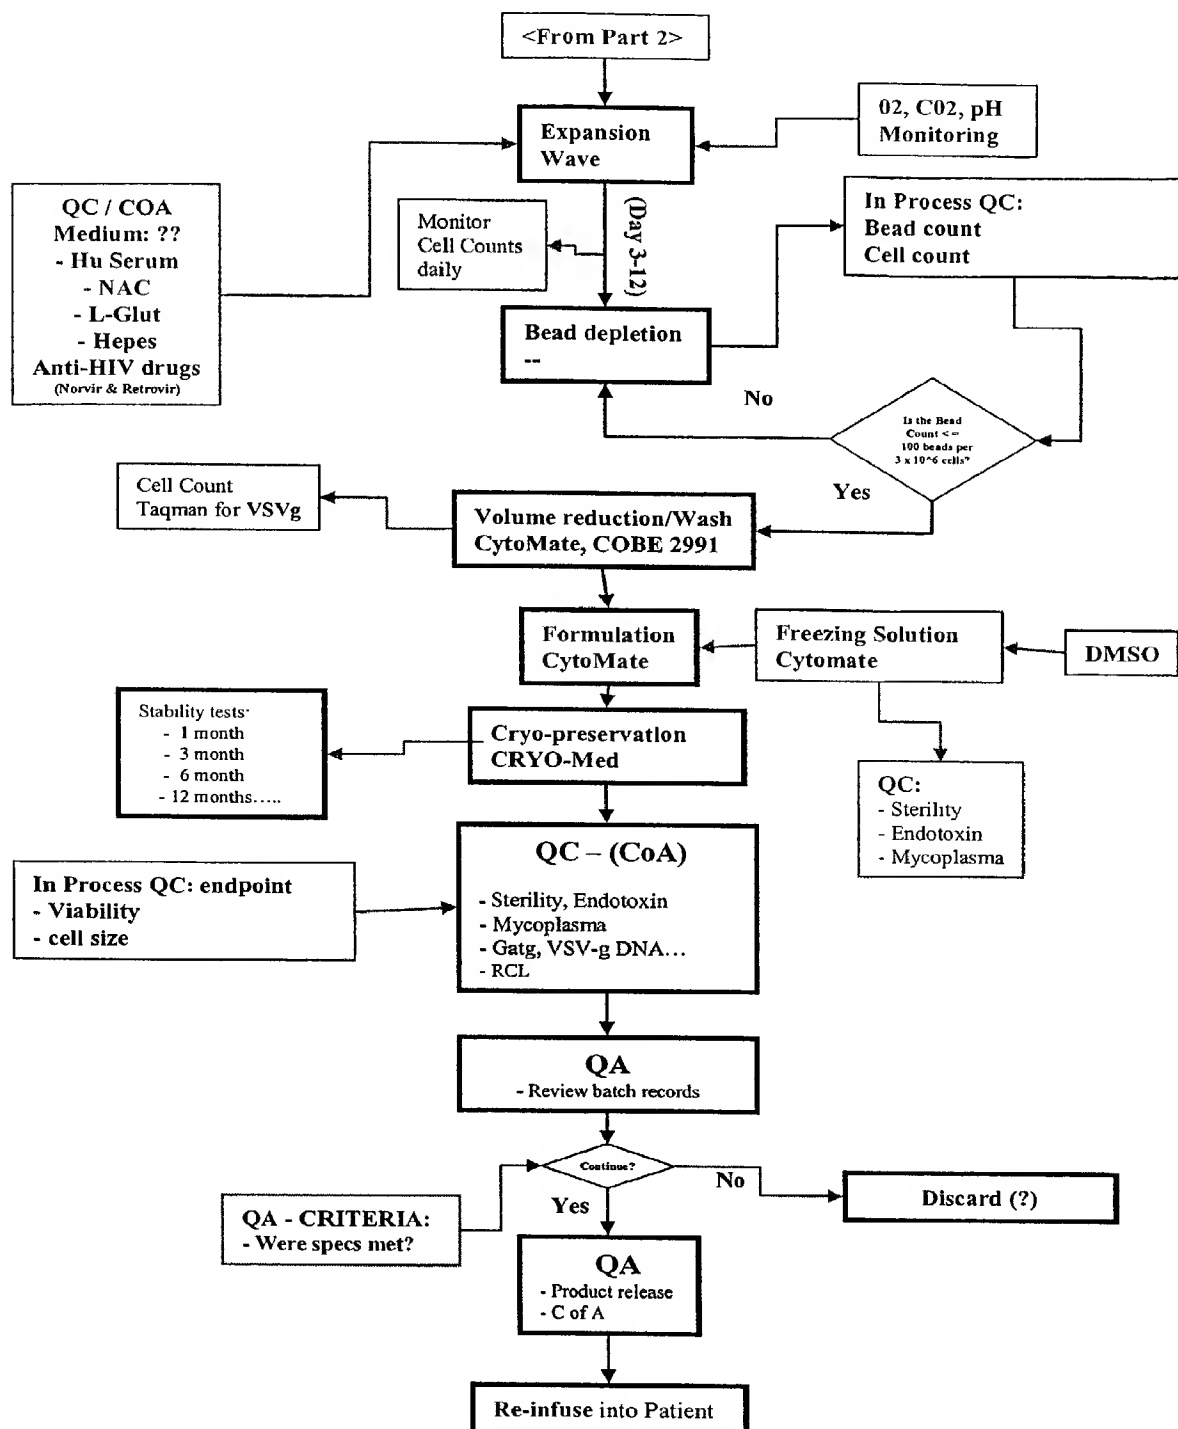 <From Part 2>
Expansion
Wave
02, C02, pH
Monitoring
QC / COA
Medium: ??
- Hu Serum
- NAC
- L-Glut
- Hepes
Anti-HIV drugs
(Norvir & Retrovir)
Monitor
Cell Counts
daily
(Day 3-12)
In Process QC:
Bead count
Cell count
Bead depletion
--
No
Is the Bead
Count < =
100 beads per
3 x 10^6 cells?
Yes
Cell Count
Taqman for VSVg
Volume reduction/Wash
CytoMate, COBE 2991
Formulation
CytoMate
Freezing Solution
Cytomate
DMSO
Stability tests:
- 1 month
- 3 month
- 6 month
- 12 months.....
Cryo-preservation
CRYO-Med
QC:
- Sterility
- Endotoxin
- Mycoplasma
In Process QC: endpoint
- Viability
- cell size
QC – (CoA)
- Sterility, Endotoxin
- Mycoplasma
- Gatg, VSV-g DNA...
- RCL
QA
- Review batch records
Continue?
No
Discard (?)
Yes
QA - CRITERIA:
- Were specs met?
QA
- Product release
- C of A
Re-infuse into Patient